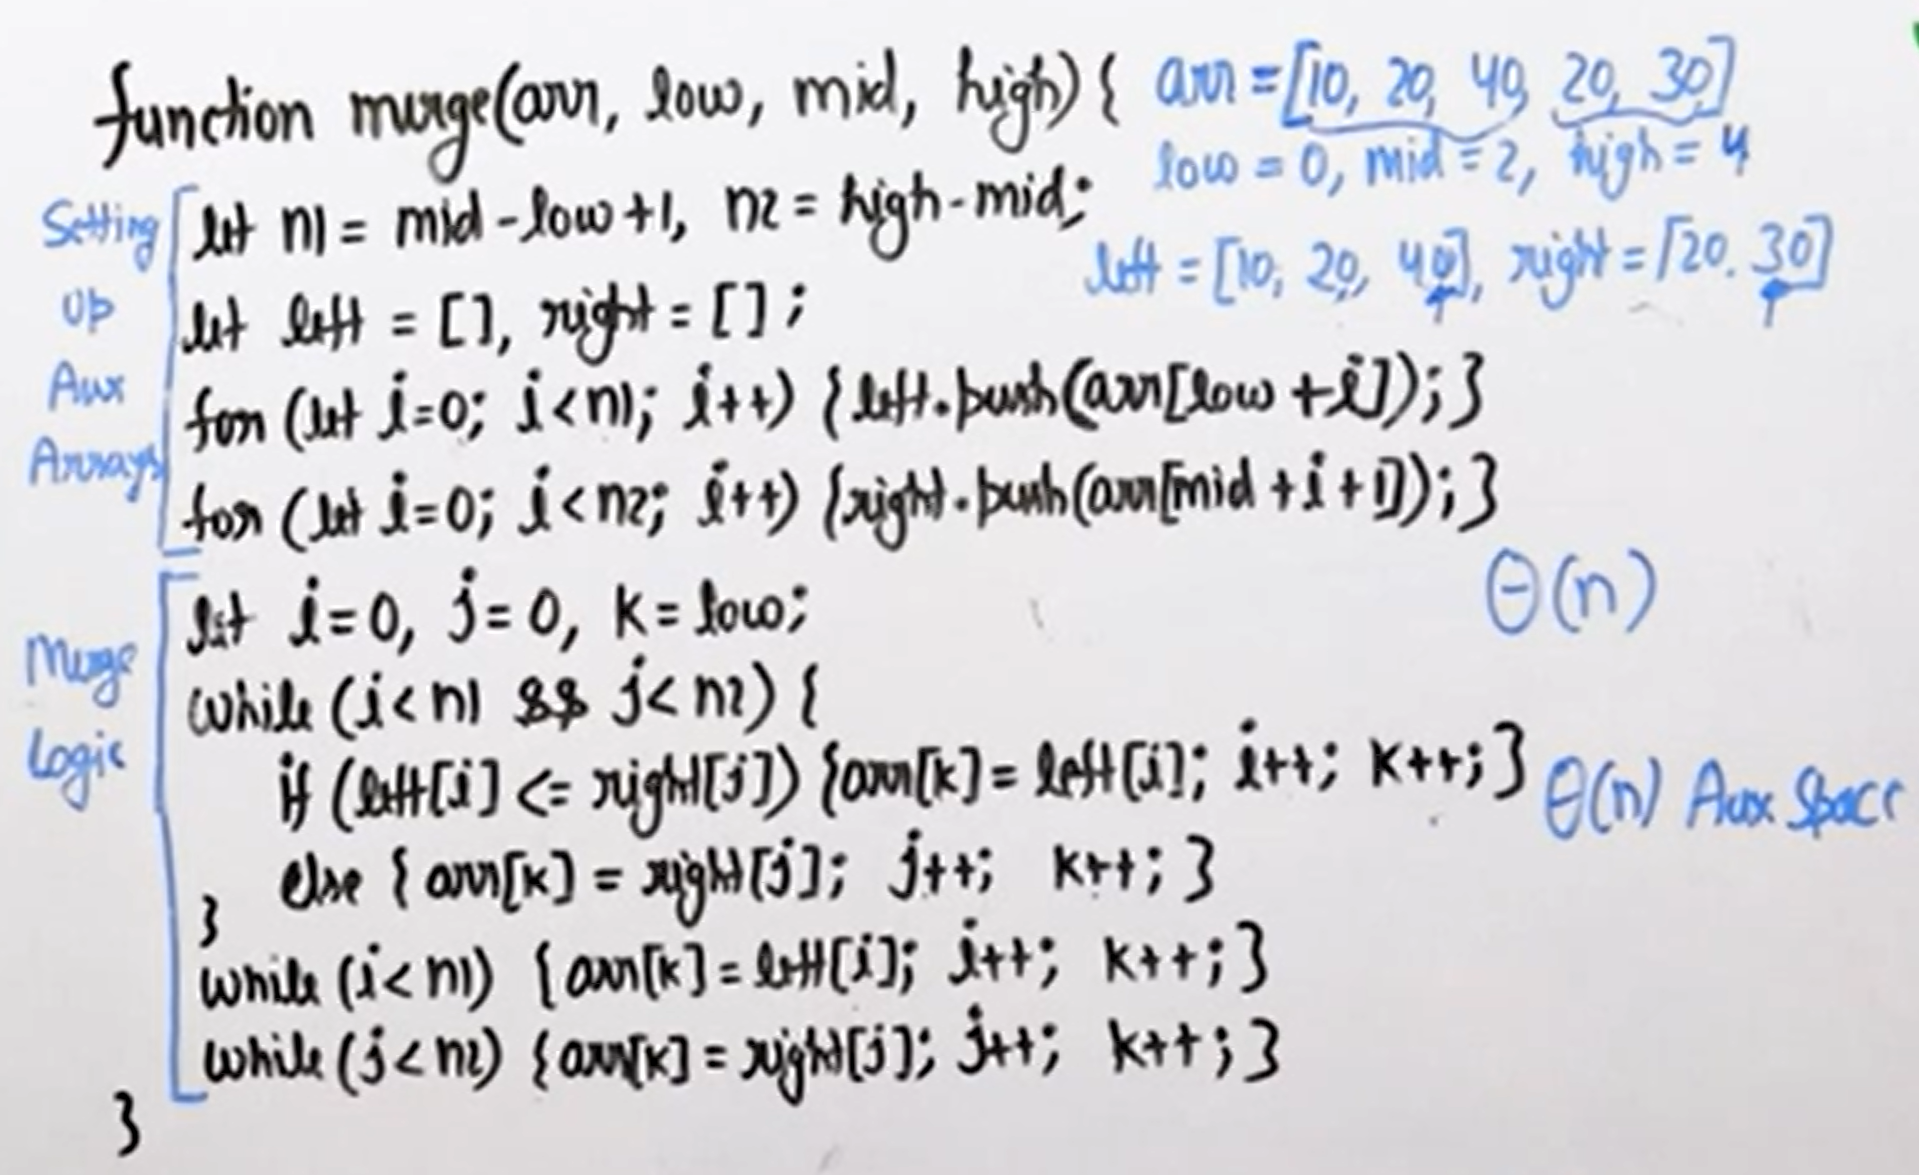 function merge(arr, low, mid, high) { arr = [10, 20, 40, 20, 30]
low = 0, mid = 2, high = 4
Setting Up Aux Arrays
let n1 = mid - low + 1, n2 = high - mid;
left = [10, 20, 40], right = [20. 30]
let left = [], right = [];
for (let i=0; i<n1; i++) {left.push(arr[low + i]);}
for (let i=0; i<n2; i++) {right.push(arr[mid + i + 1]);}
θ(n)
Merge Logic
let i=0, j=0, k=low;
while (i<n1 && j<n2) {
if (left[i] <= right[j]) {arr[k] = left[i]; i++; k++;}
θ(n) Aux Space
else { arr[k] = right[j]; j++; k++; }
}
while (i<n1) {arr[k] = left[i]; i++; k++;}
while (j<n2) {arr[k] = right[j]; j++; k++;}
}